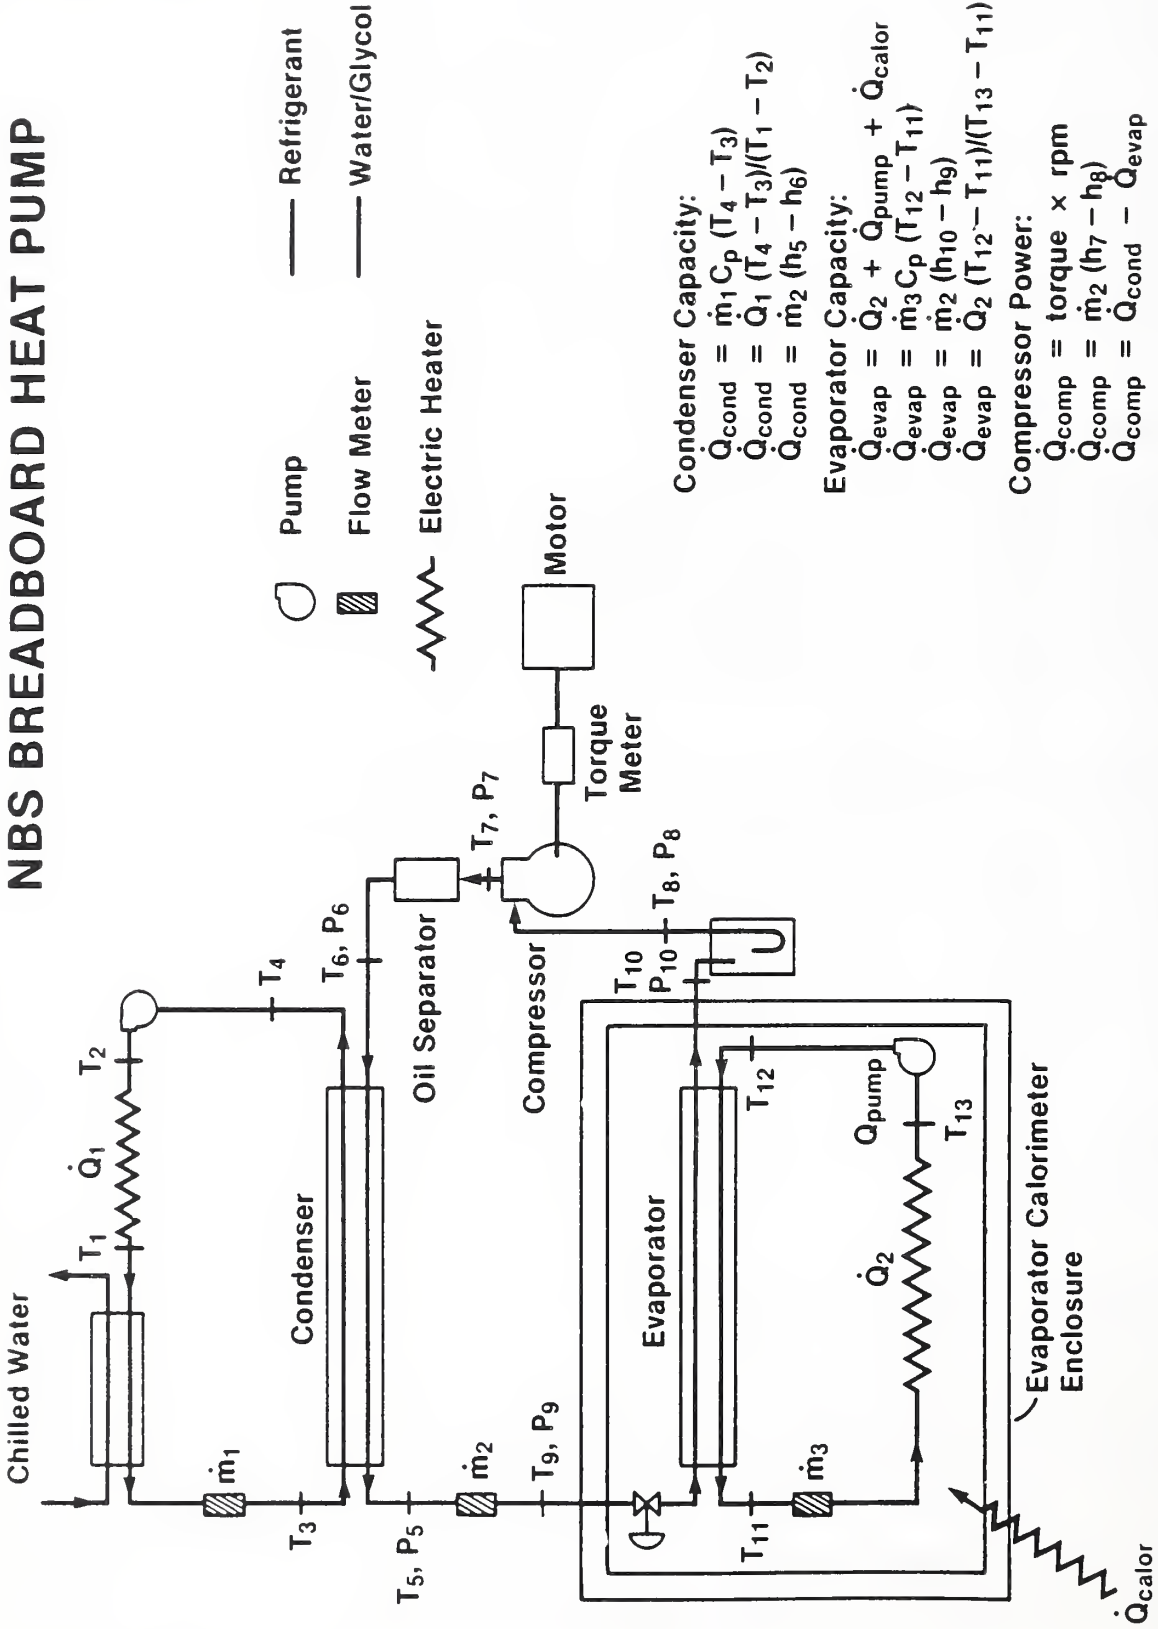 NBS BREADBOARD HEAT PUMP
Pump
Refrigerant
Flow Meter
Water/Glycol
Electric Heater
Chilled Water
T1
Q̇1
T2
ṁ1
T3
T4
Condenser
T5, P5
T6, P6
ṁ2
Oil Separator
T7, P7
T9, P9
Compressor
Torque
Meter
Motor
T10
P10
T8, P8
Evaporator
T11
T12
ṁ3
Q̇2
Qpump
T13
Evaporator Calorimeter
Enclosure
Q̇calor
Condenser Capacity:
Q̇cond = ṁ1 Cp (T4 − T3)
Q̇cond = Q̇1 (T4 − T3)/(T1 − T2)
Q̇cond = ṁ2 (h5 − h6)
Evaporator Capacity:
Q̇evap = Q̇2 + Q̇pump + Q̇calor
Q̇evap = ṁ3 Cp (T12 − T11)
Q̇evap = ṁ2 (h10 − h9)
Q̇evap = Q̇2 (T12 − T11)/(T13 − T11)
Compressor Power:
Q̇comp = torque × rpm
Q̇comp = ṁ2 (h7 − h8)
Q̇comp = Q̇cond − Q̇evap